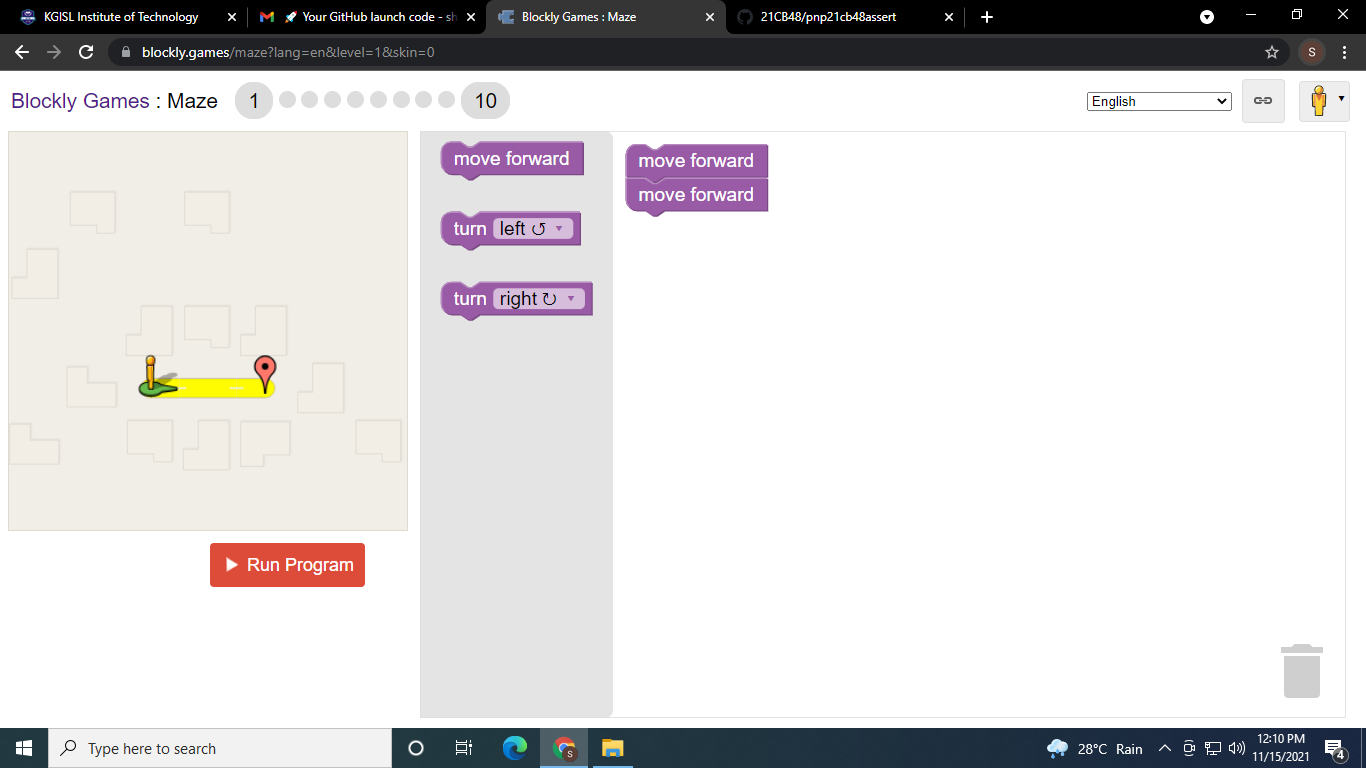 KGISL Institute of Technology
🚀 Your GitHub launch code - sh
Blockly Games : Maze
21CB48/pnp21cb48assert
blockly.games/maze?lang=en&level=1&skin=0
S
Blockly Games : Maze
1
10
English
move forward
turn left ↺ ▾
turn right ↻ ▾
move forward
move forward
Run Program
Type here to search
S
28°C Rain
12:10 PM
11/15/2021
4